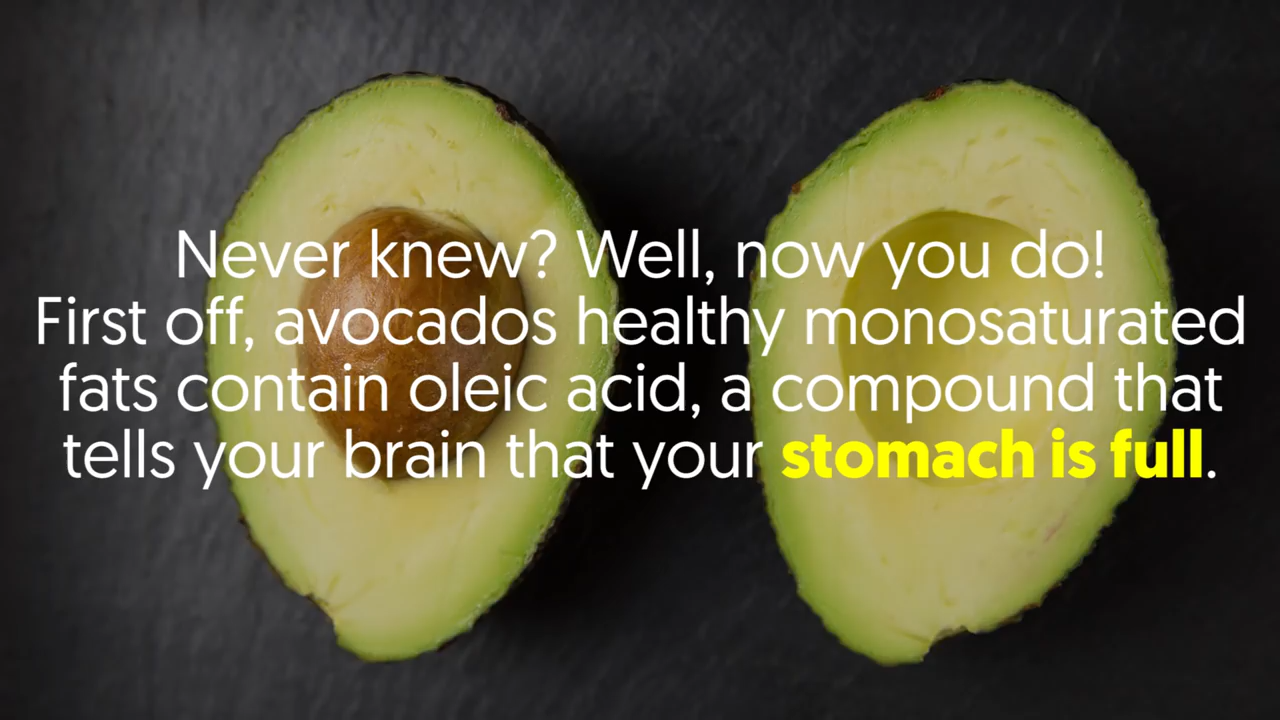 Never knew? Well, now you do!
First off, avocados healthy monosaturated
fats contain oleic acid, a compound that
tells your brain that your stomach is full.